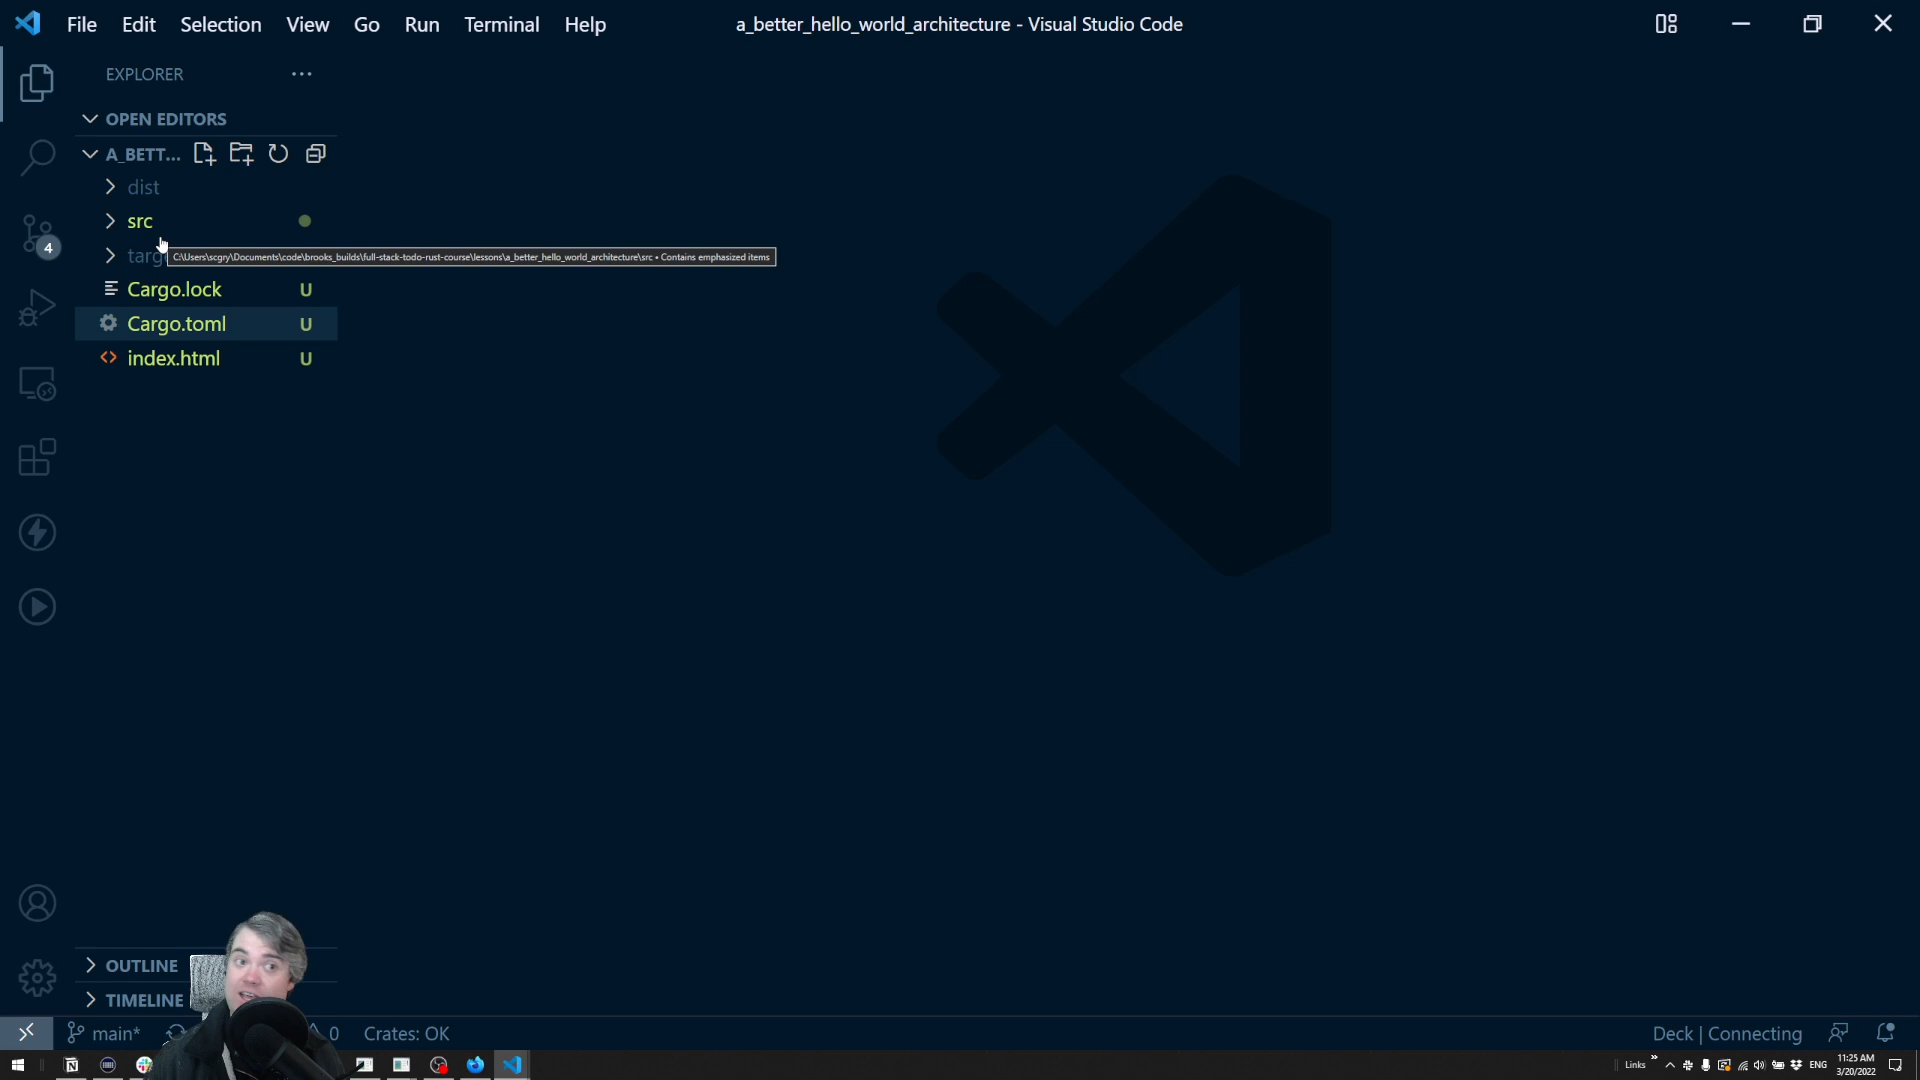 File Edit Selection View Go Run Terminal Help
a_better_hello_world_architecture - Visual Studio Code
EXPLORER
OPEN EDITORS
A_BETT...
dist
src
C:\Users\scgry\Documents\code\brooks_builds\full-stack-todo-rust-course\lessons\a_better_hello_world_architecture\src • Contains emphasized items
Cargo.lock U
Cargo.toml U
index.html U
4
OUTLINE
TIMELINE
main* 0 Crates: OK
Deck | Connecting
Links ENG 11:25 AM
3/20/2022